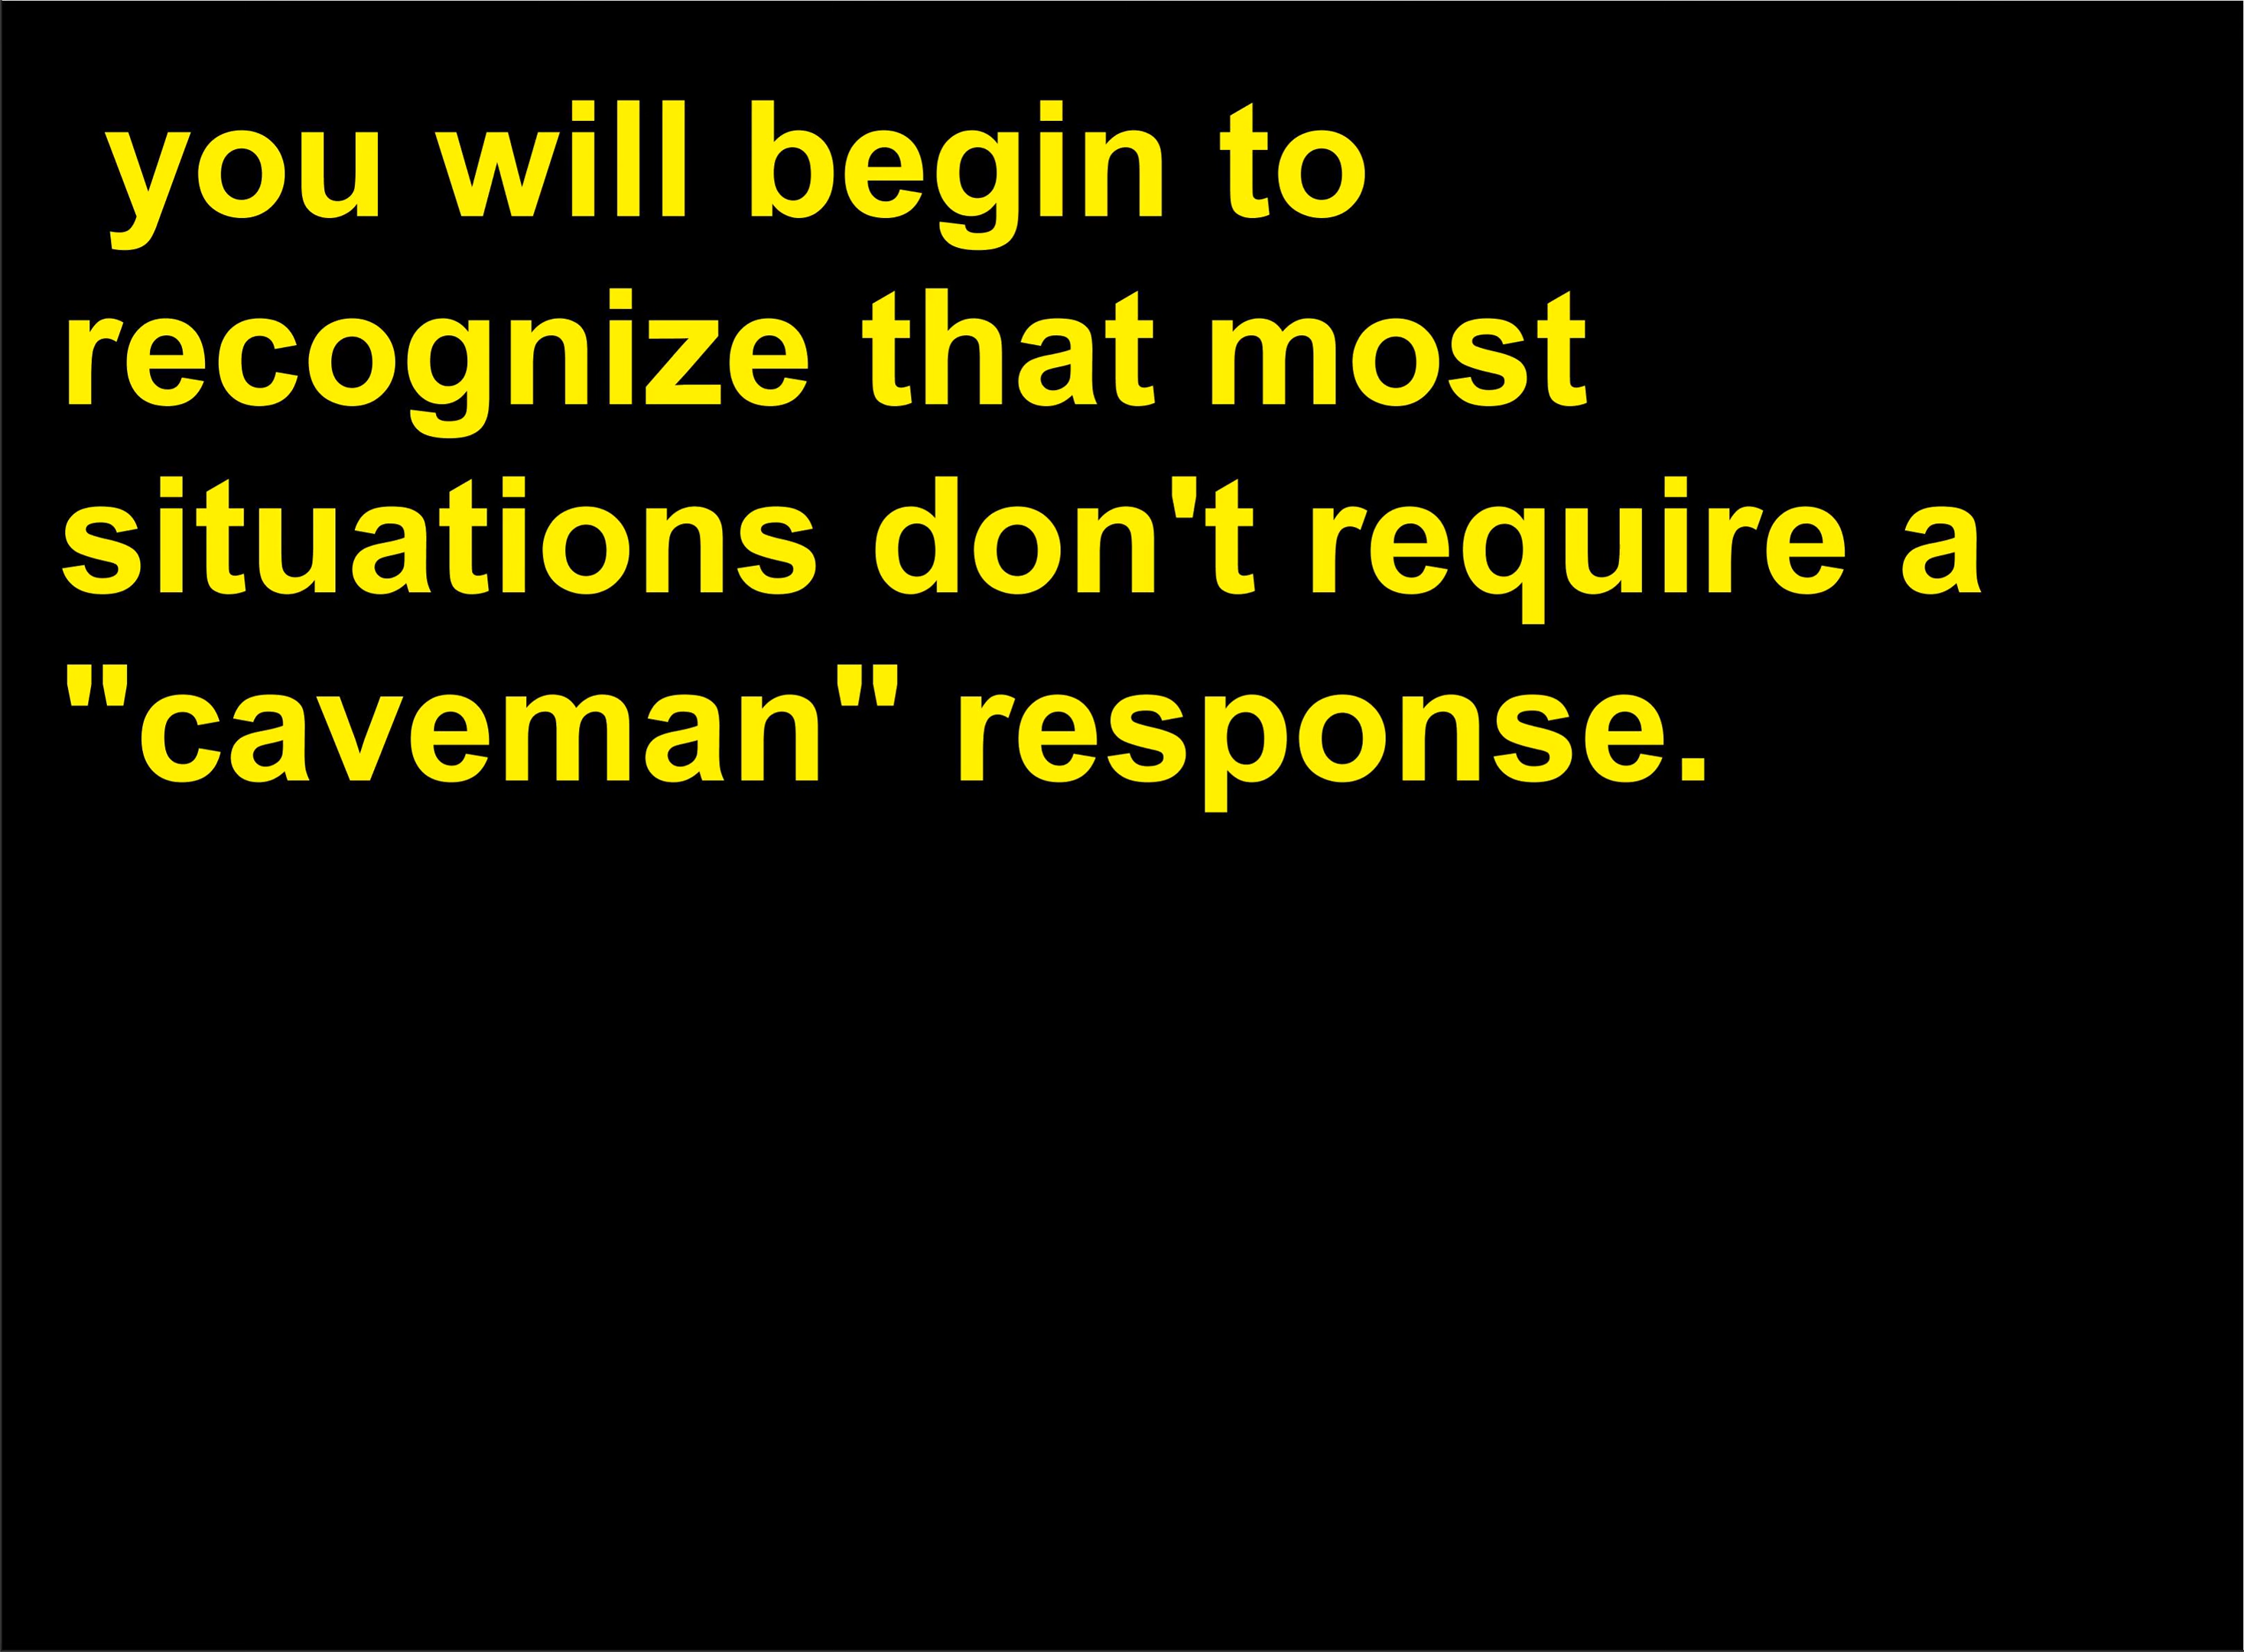 you will begin to
recognize that most
situations don't require a
"caveman" response.